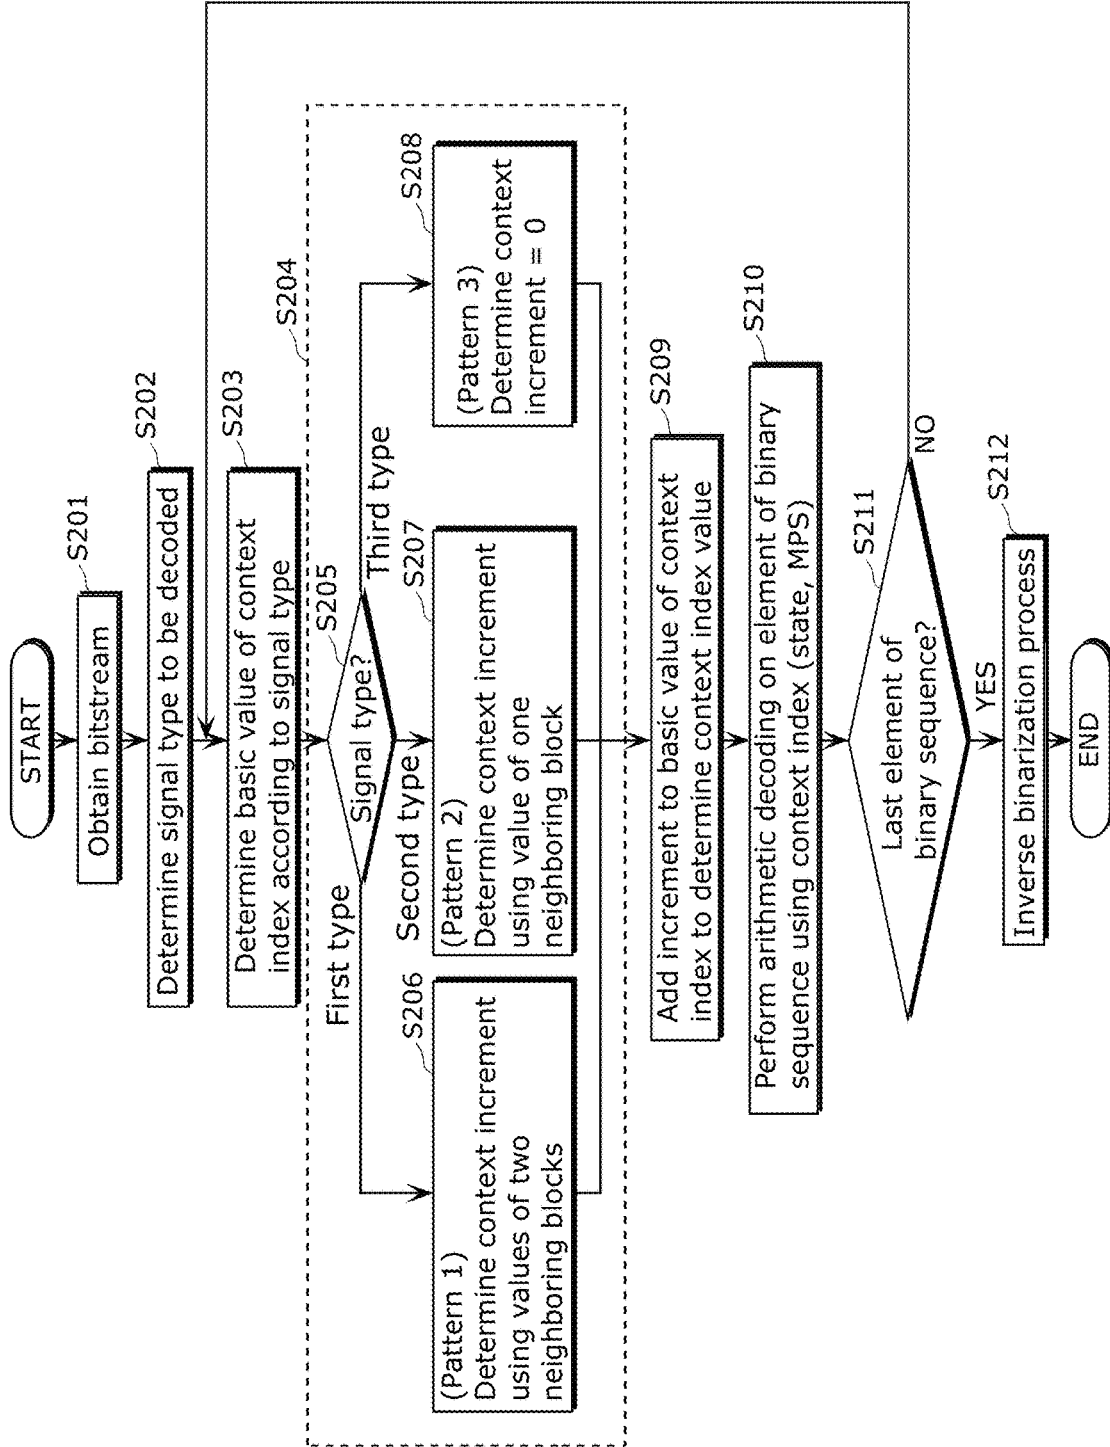 START
Obtain bitstream
S201
Determine signal type to be decoded
S202
Determine basic value of context
index according to signal type
S203
S204
Signal type?
S205
First type
Second type
Third type
(Pattern 1)
Determine context increment
using values of two
neighboring blocks
S206
(Pattern 2)
Determine context increment
using value of one
neighboring block
S207
(Pattern 3)
Determine context
increment = 0
S208
Add increment to basic value of context
index to determine context index value
S209
Perform arithmetic decoding on element of binary
sequence using context index (state, MPS)
S210
Last element of
binary sequence?
S211
NO
YES
Inverse binarization process
S212
END